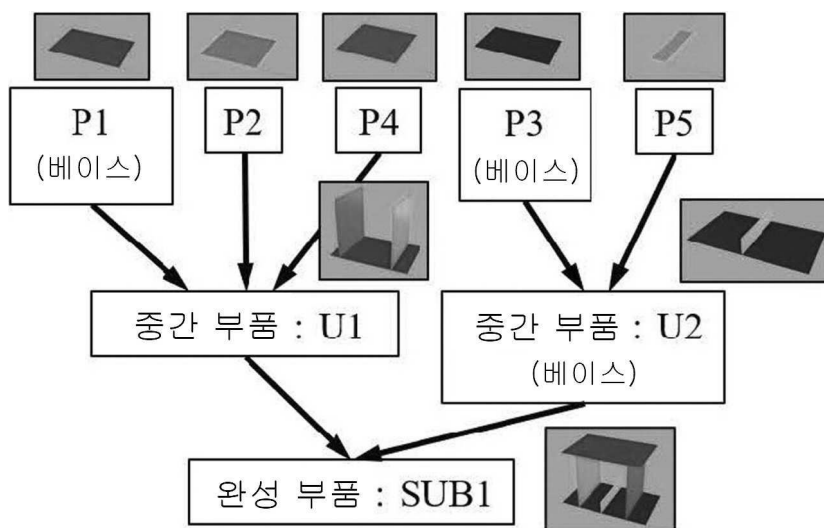 P1
(베이스)
P2
P4
P3
(베이스)
P5
중간 부품 : U1
중간 부품 : U2
(베이스)
완성 부품 : SUB1